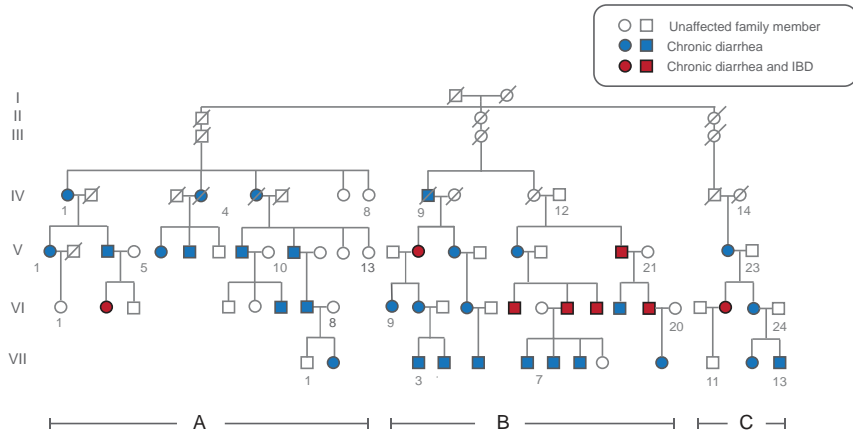 Unaffected family member
Chronic diarrhea
Chronic diarrhea and IBD
I
II
III
IV
1 4 8 9 12 14
V
1 5 10 13 21 23
VI
1 8 9 20 24
VII
1 3 7 11 13
A B C